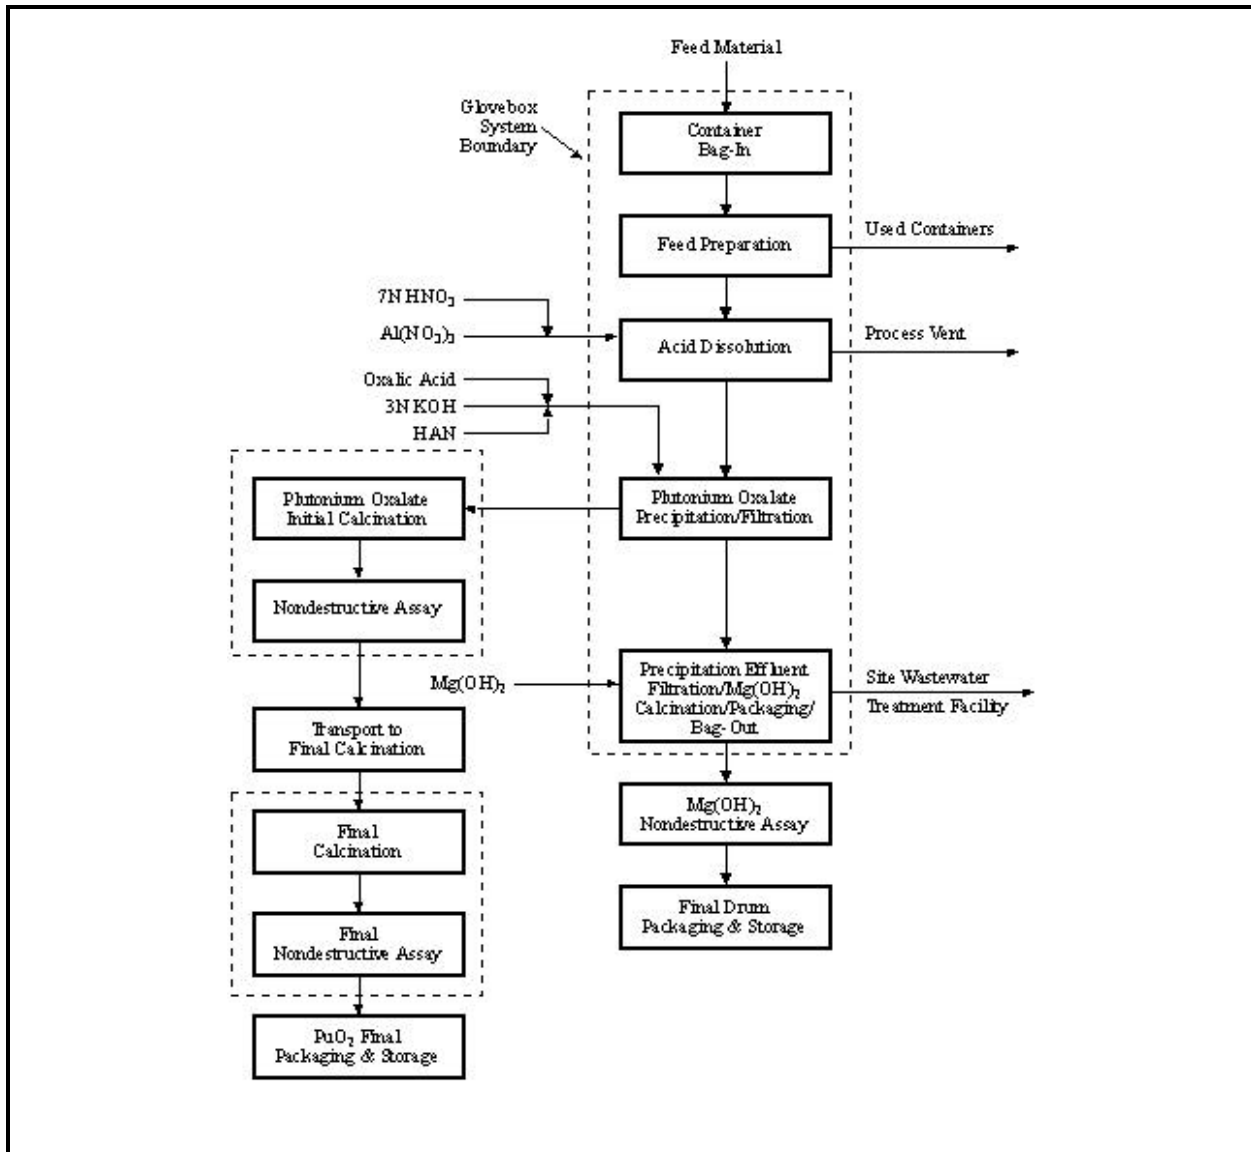 Feed Material
Glovebox
System
Boundary
Container
Bag-In
Feed Preparation
Used Containers
7N HNO₃
Al(NO₃)₃
Acid Dissolution
Process Vent
Oxalic Acid
3N KOH
HAN
Plutonium Oxalate
Initial Calcination
Plutonium Oxalate
Precipitation/Filtration
Nondestructive Assay
Mg(OH)₂
Precipitation Effluent
Filtration/Mg(OH)₂
Calcination/Packaging/
Bag-Out
Site Wastewater
Treatment Facility
Transport to
Final Calcination
Mg(OH)₂
Nondestructive Assay
Final
Calcination
Final Drum
Packaging & Storage
Final
Nondestructive Assay
PuO₂ Final
Packaging & Storage